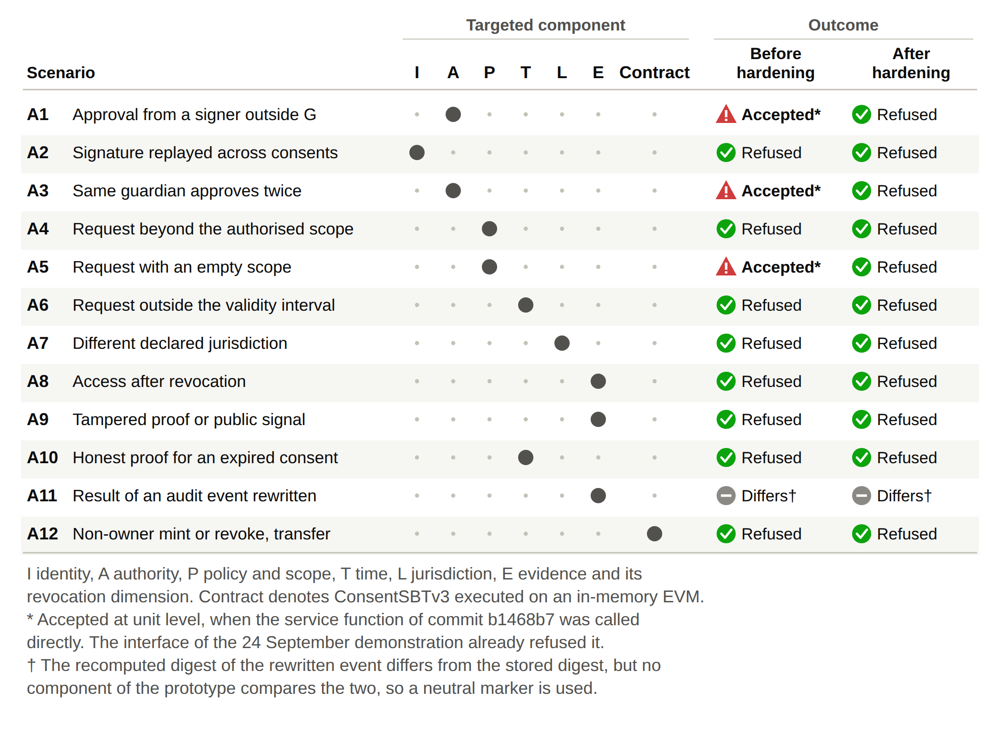 Targeted component Outcome
Before After
Scenario I A P T L E Contract hardening hardening
A1 Approval from a signer outside G Accepted* Refused
A2 Signature replayed across consents Refused Refused
A3 Same guardian approves twice Accepted* Refused
A4 Request beyond the authorised scope Refused Refused
A5 Request with an empty scope Accepted* Refused
A6 Request outside the validity interval Refused Refused
A7 Different declared jurisdiction Refused Refused
A8 Access after revocation Refused Refused
A9 Tampered proof or public signal Refused Refused
A10 Honest proof for an expired consent Refused Refused
A11 Result of an audit event rewritten Differs† Differs†
A12 Non-owner mint or revoke, transfer Refused Refused
I identity, A authority, P policy and scope, T time, L jurisdiction, E evidence and its
revocation dimension. Contract denotes ConsentSBTv3 executed on an in-memory EVM.
* Accepted at unit level, when the service function of commit b1468b7 was called
directly. The interface of the 24 September demonstration already refused it.
† The recomputed digest of the rewritten event differs from the stored digest, but no
component of the prototype compares the two, so a neutral marker is used.